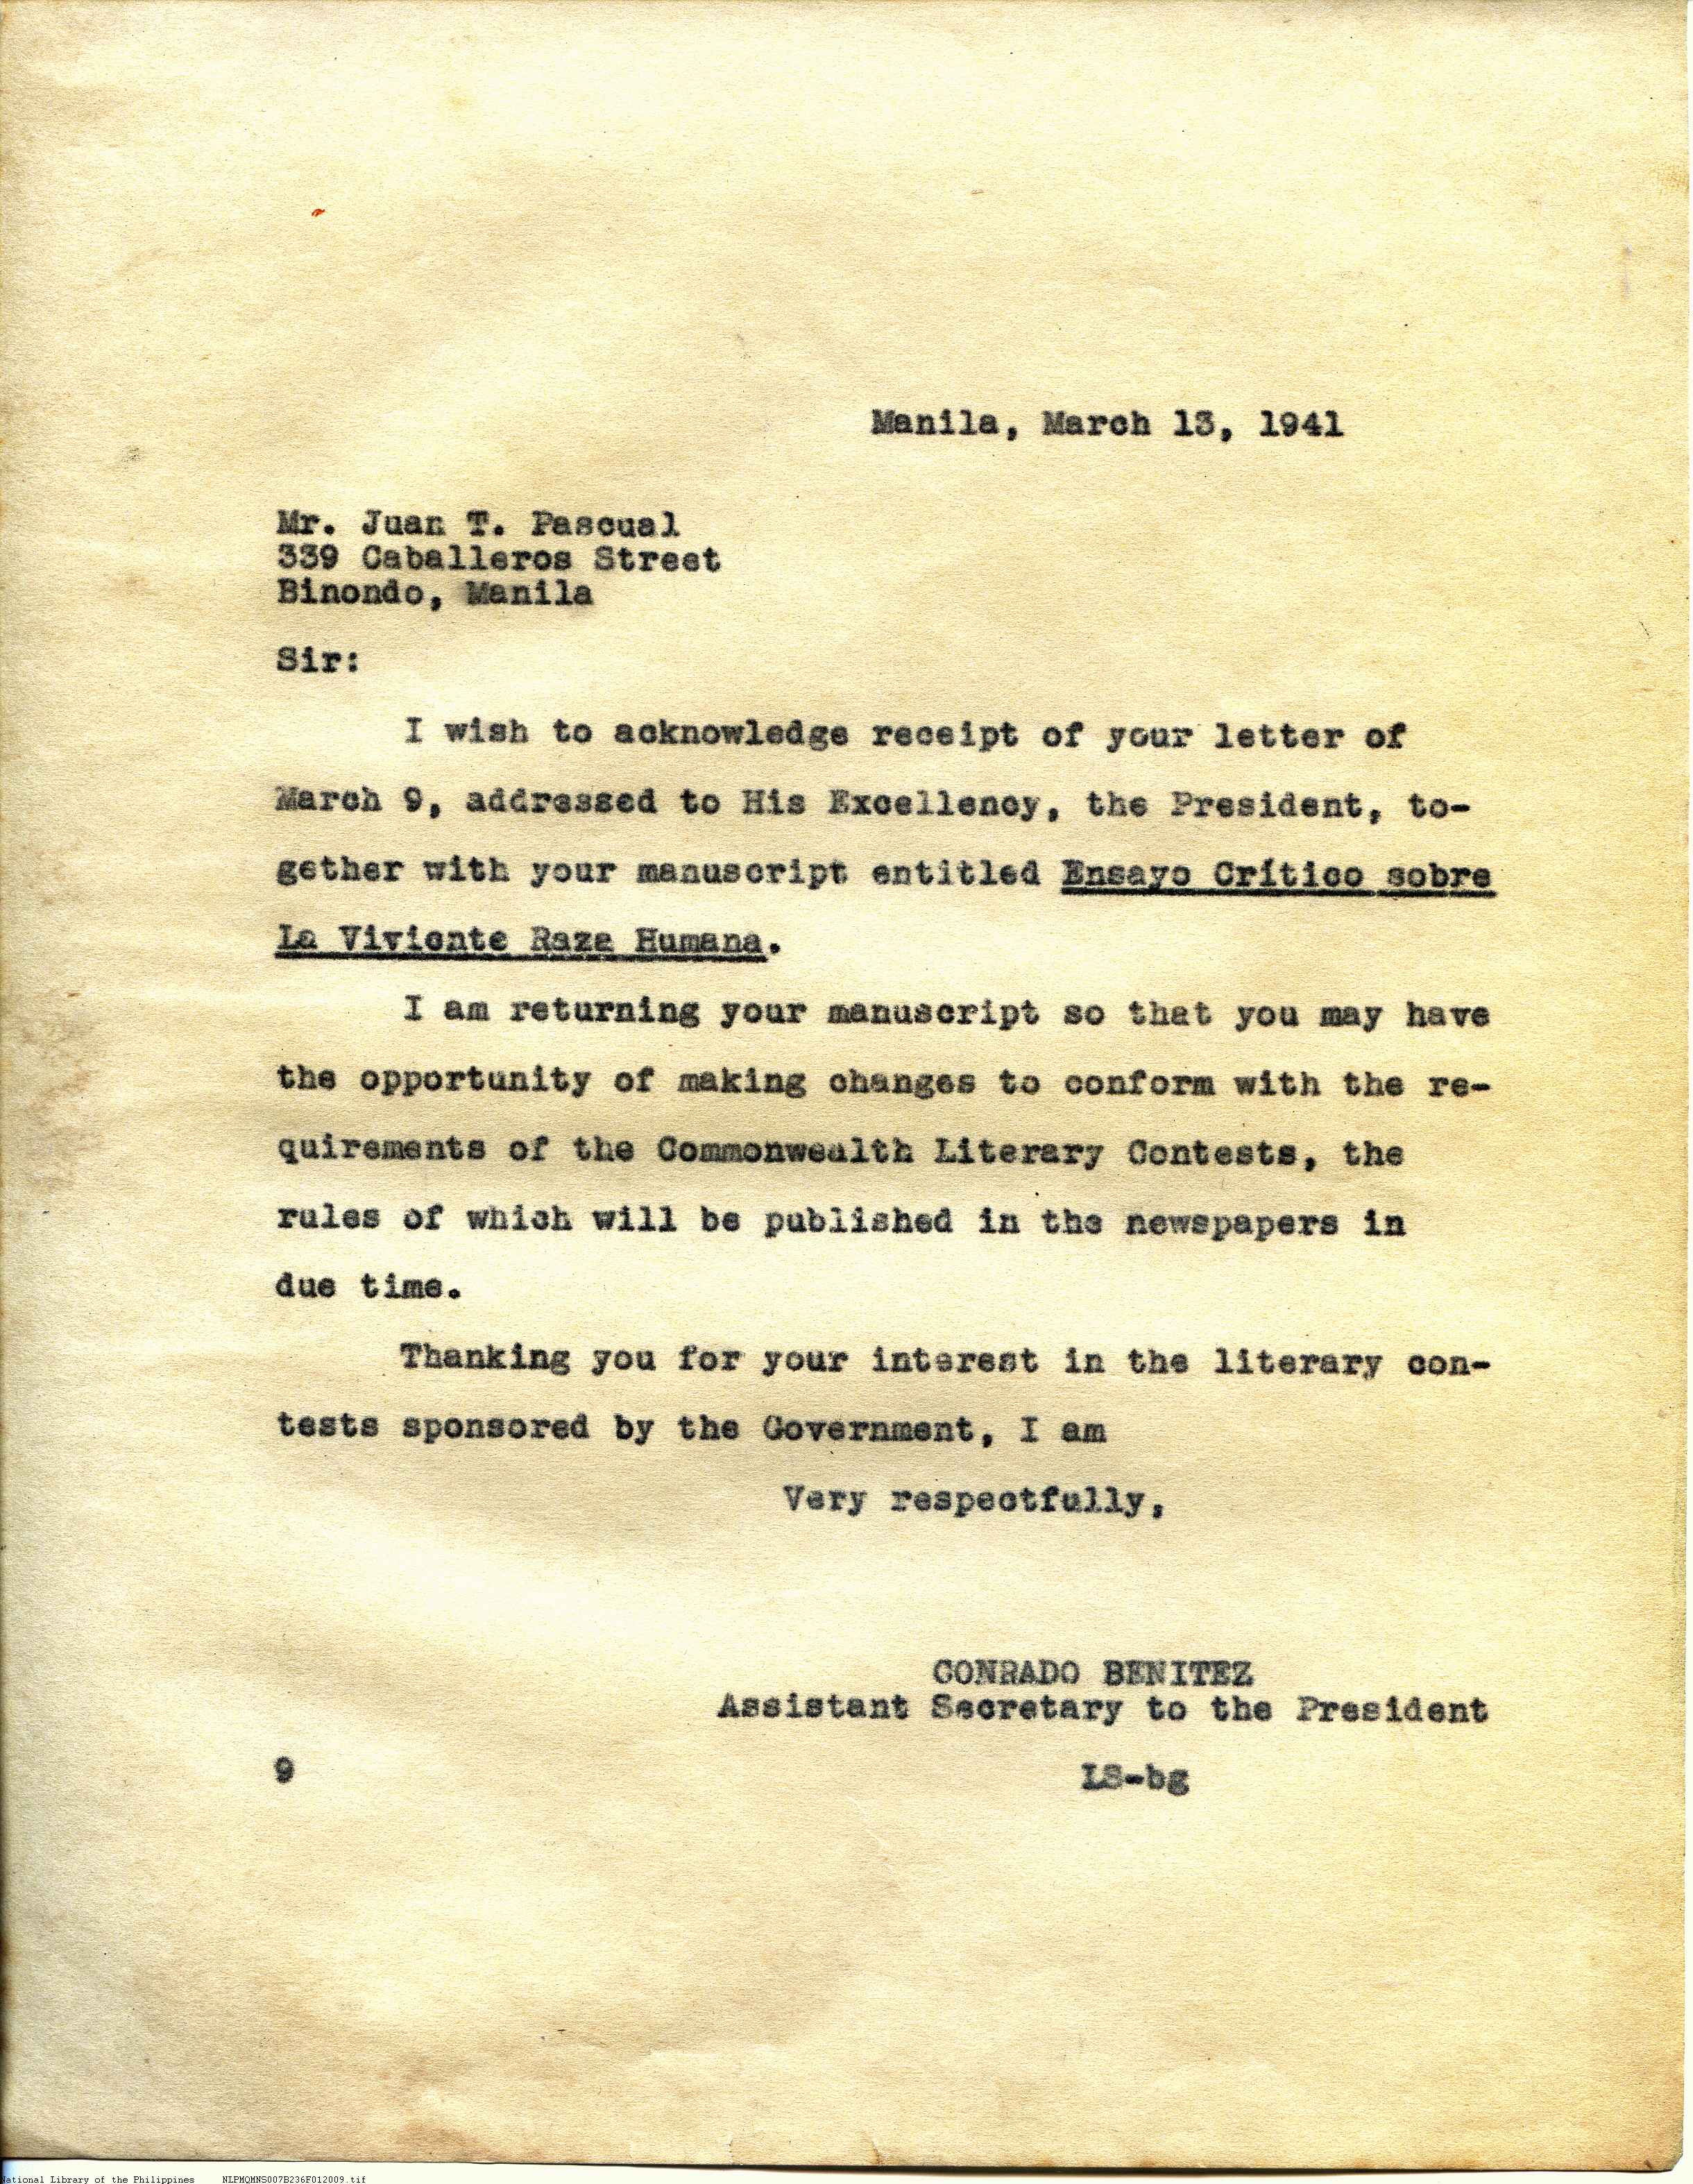 Manila, March 13, 1941
Mr. Juan T. Pascual
339 Caballeros Street
Binondo, Manila
Sir:
I wish to acknowledge receipt of your letter of
March 9, addressed to His Excellency, the President, to-
gether with your manuscript entitled Ensayo Crítico sobre
La Viviente Raza Humana.
I am returning your manuscript so that you may have
the opportunity of making changes to conform with the re-
quirements of the Commonwealth Literary Contests, the
rules of which will be published in the newspapers in
due time.
Thanking you for your interest in the literary con-
tests sponsored by the Government, I am
Very respectfully,
CONRADO BENITEZ
Assistant Secretary to the President
9
LS-bg
National Library of the Philippines NLPMQMNS007B236F012009.tif